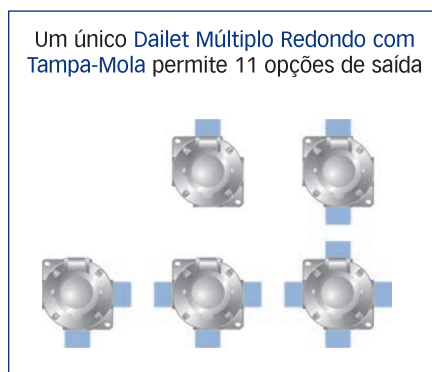 Um único Dailet Múltiplo Redondo com
Tampa-Mola permite 11 opções de saída